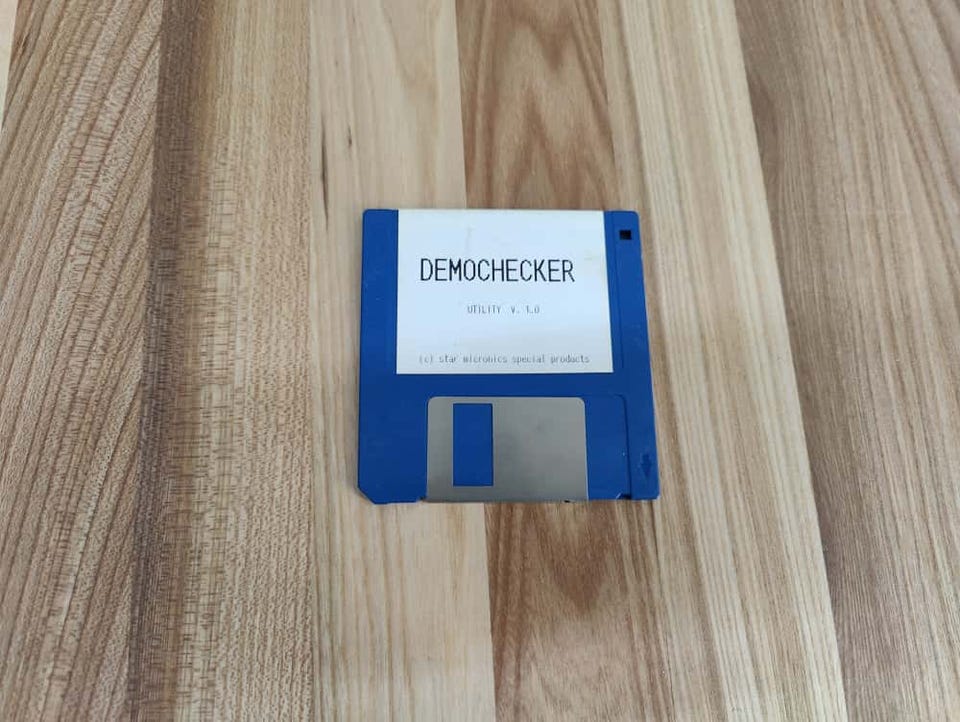 DEMOCHECKER
UTILITY V. 1.0
(c) star micronics special products